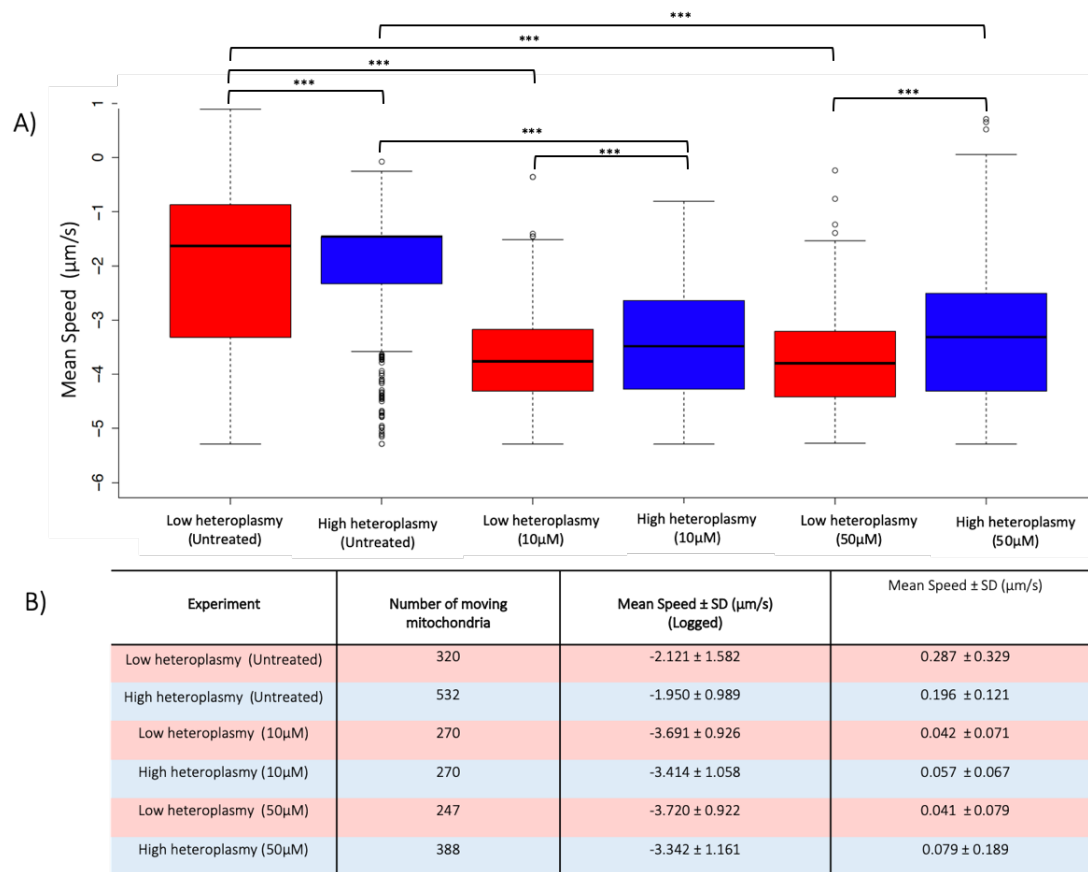 ***
***
***
***
***
***
***
A)
Mean Speed (µm/s)
1
0
-1
-2
-3
-4
-5
-6
Low heteroplasmy
(Untreated)
High heteroplasmy
(Untreated)
Low heteroplasmy
(10µM)
High heteroplasmy
(10µM)
Low heteroplasmy
(50µM)
High heteroplasmy
(50µM)
B)
Experiment
Number of moving
mitochondria
Mean Speed ± SD (µm/s)
(Logged)
Mean Speed ± SD (µm/s)
Low heteroplasmy (Untreated) 320 -2.121 ± 1.582 0.287 ±0.329
High heteroplasmy (Untreated) 532 -1.950 ± 0.989 0.196 ±0.121
Low heteroplasmy (10µM) 270 -3.691 ± 0.926 0.042 ±0.071
High heteroplasmy (10µM) 270 -3.414 ± 1.058 0.057 ±0.067
Low heteroplasmy (50µM) 247 -3.720 ± 0.922 0.041 ±0.079
High heteroplasmy (50µM) 388 -3.342 ± 1.161 0.079 ± 0.189